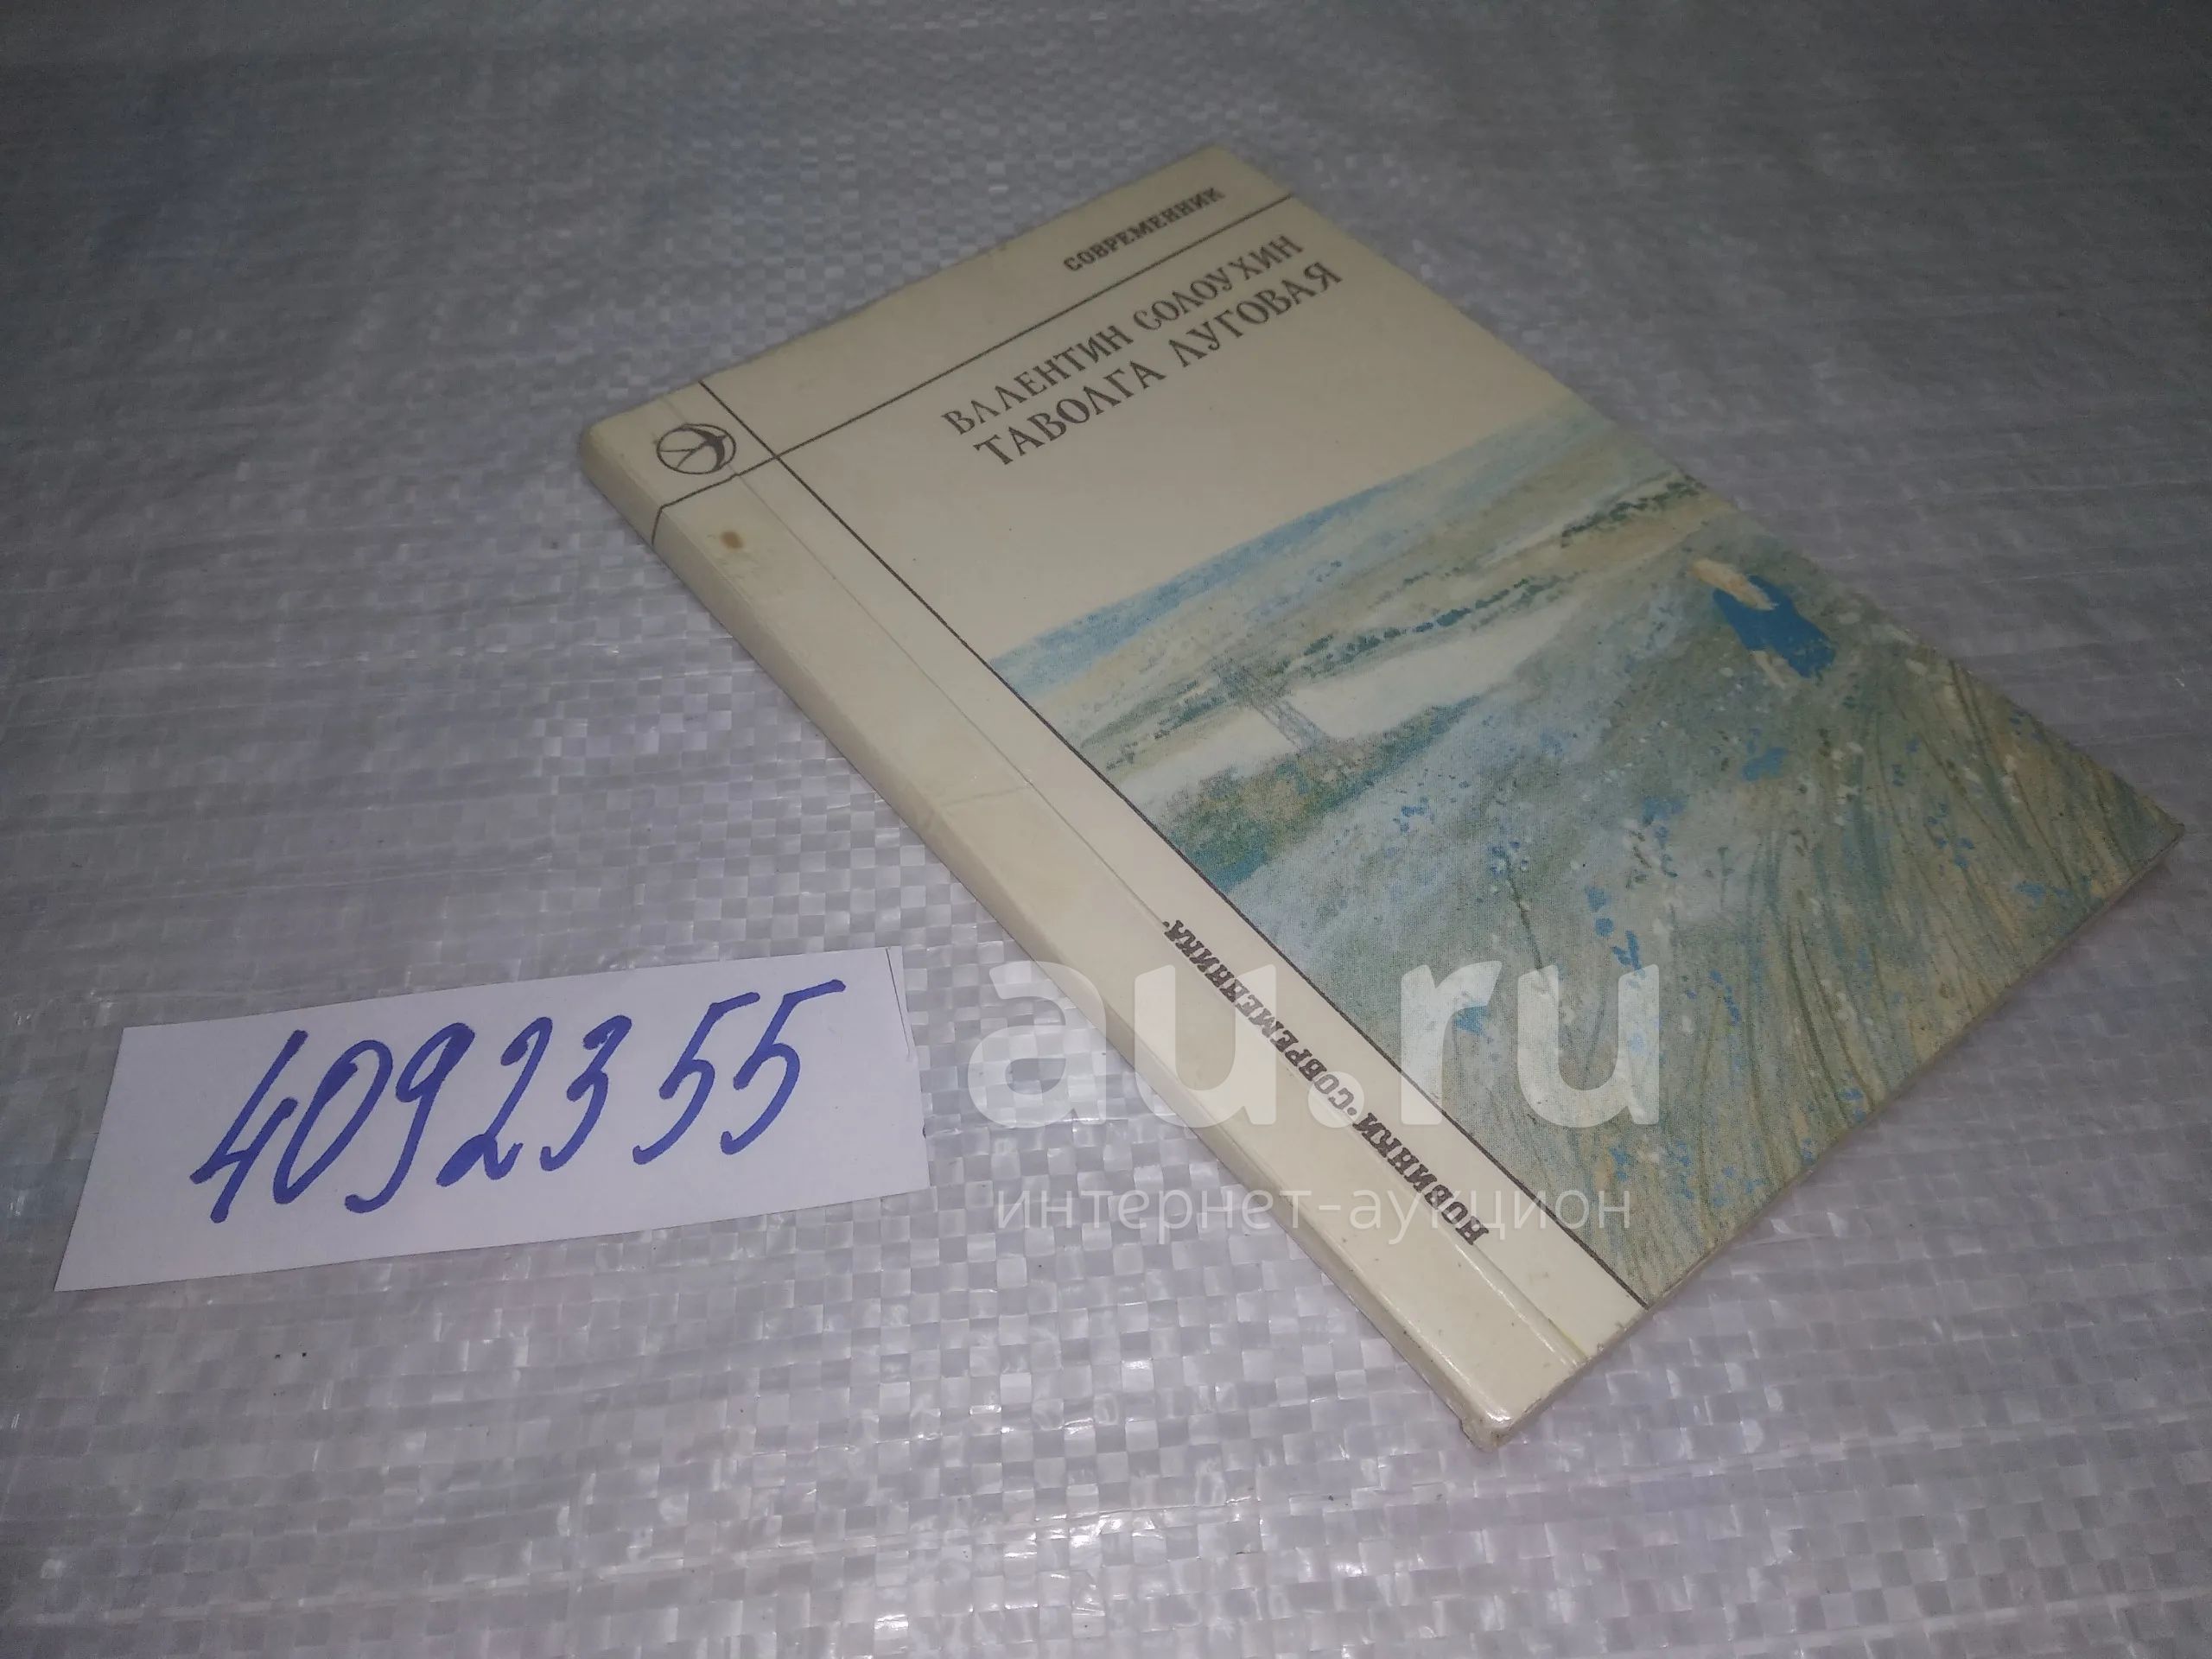 СОВРЕМЕННИК
ВАЛЕНТИН СОЛОУХИН
ТАВОЛГА ЛУГОВАЯ
НОВИНКИ •СОВРЕМЕННИКА•
4092355
au.ru
интернет-аукцион